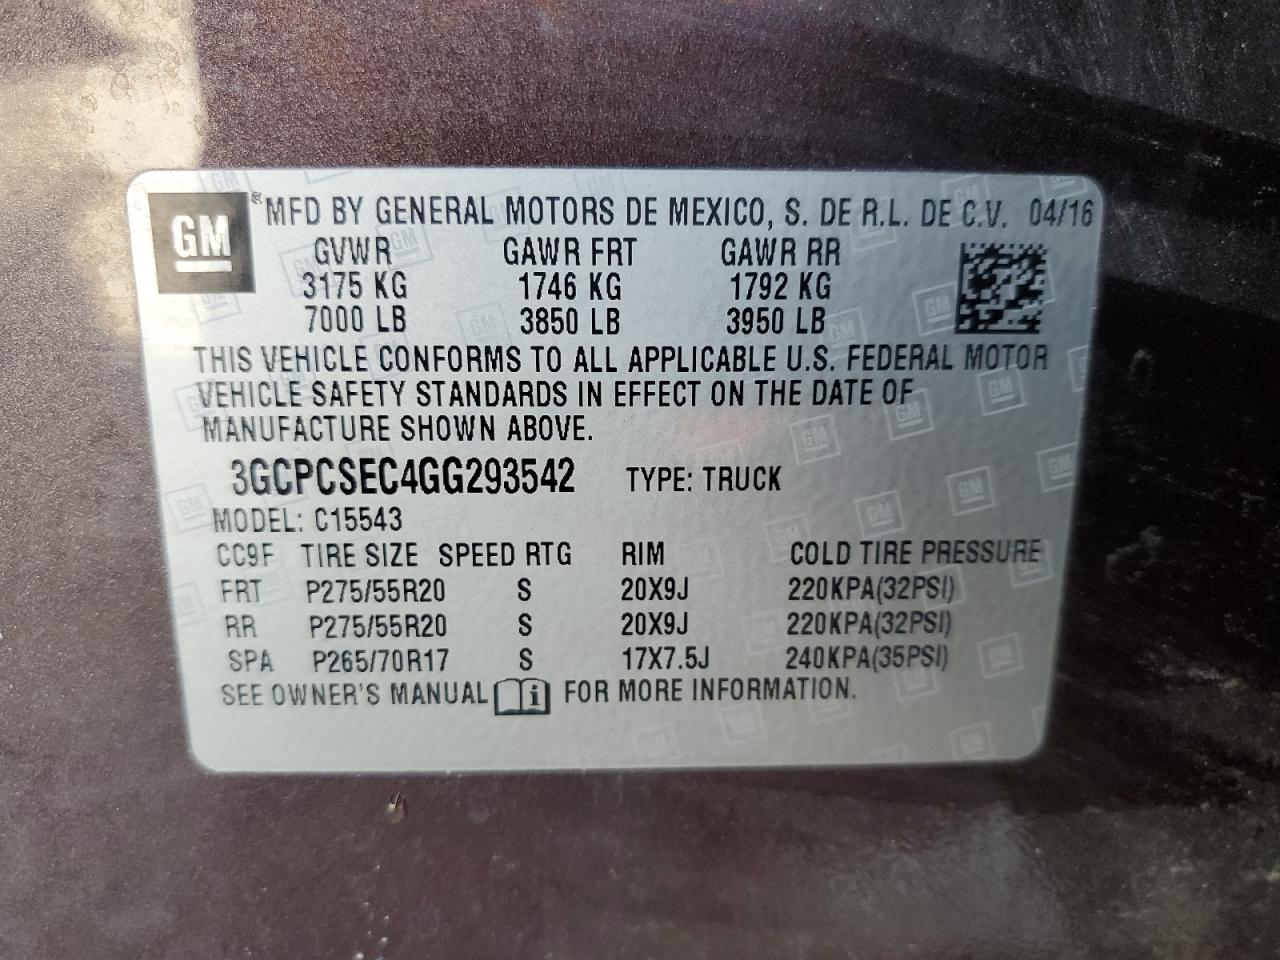 GM ® MFD BY GENERAL MOTORS DE MEXICO, S. DE R.L. DE C.V. 04/16
GVWR GAWR FRT GAWR RR
3175 KG 1746 KG 1792 KG
7000 LB 3850 LB 3950 LB
THIS VEHICLE CONFORMS TO ALL APPLICABLE U.S. FEDERAL MOTOR
VEHICLE SAFETY STANDARDS IN EFFECT ON THE DATE OF
MANUFACTURE SHOWN ABOVE.
3GCPCSEC4GG293542 TYPE: TRUCK
MODEL: C15543
CC9F TIRE SIZE SPEED RTG RIM COLD TIRE PRESSURE
FRT P275/55R20 S 20X9J 220KPA(32PSI)
RR P275/55R20 S 20X9J 220KPA(32PSI)
SPA P265/70R17 S 17X7.5J 240KPA(35PSI)
SEE OWNER'S MANUAL i FOR MORE INFORMATION.